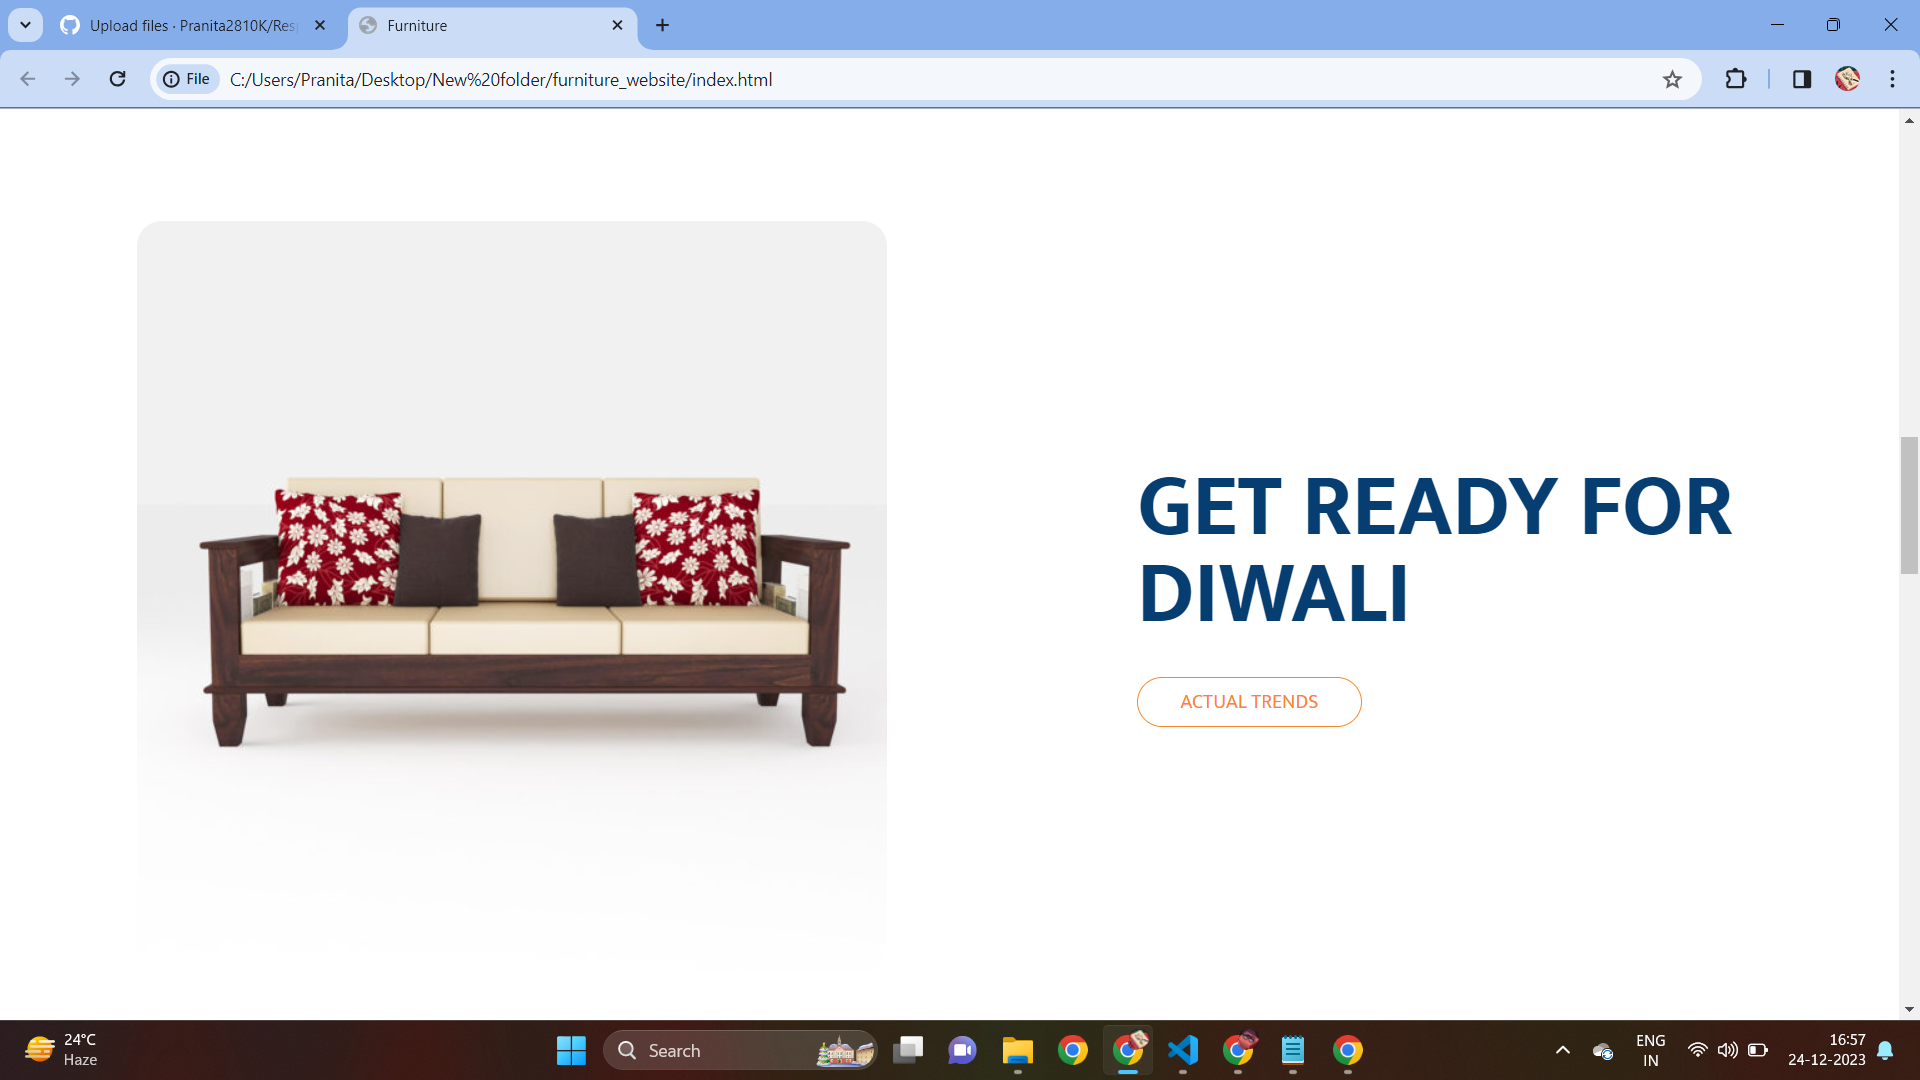 Upload files · Pranita2810K/Res
Furniture
File
C:/Users/Pranita/Desktop/New%20folder/furniture_website/index.html
GET READY FOR
DIWALI
ACTUAL TRENDS
24°C
Haze
Search
ENG
IN
16:57
24-12-2023